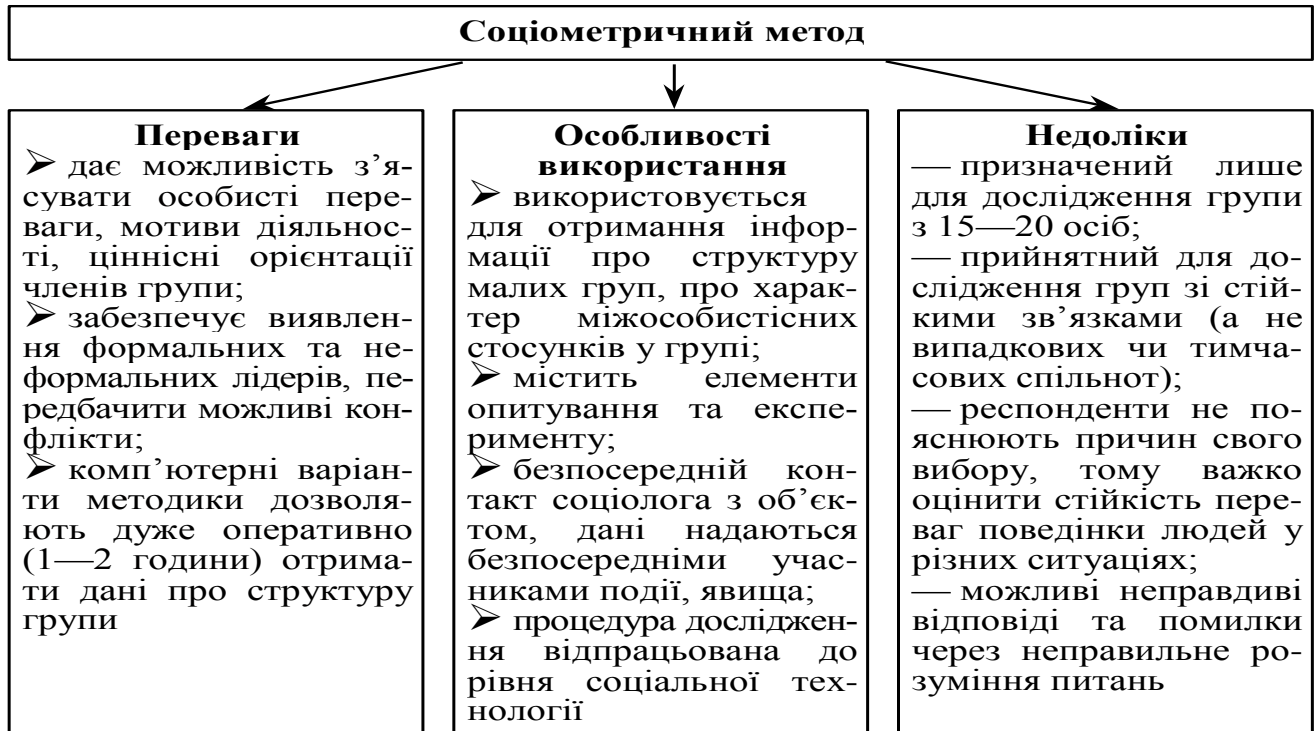 Соціометричний метод
Переваги
➢ дає можливість з’я-
сувати особисті пере-
ваги, мотиви діяльнос-
ті, ціннісні орієнтації
членів групи;
➢ забезпечує виявлен-
ня формальних та не-
формальних лідерів, пе-
редбачити можливі кон-
флікти;
➢ комп’ютерні варіан-
ти методики дозволя-
ють дуже оперативно
(1—2 години) отрима-
ти дані про структуру
групи
Особливості
використання
➢ використовується
для отримання інфор-
мації про структуру
малих груп, про харак-
тер міжособистісних
стосунків у групі;
➢ містить елементи
опитування та експе-
рименту;
➢ безпосередній кон-
такт соціолога з об’єк-
том, дані надаються
безпосередніми учас-
никами події, явища;
➢ процедура дослiджен-
ня відпрацьована до
рівня соціальної тех-
нології
Недоліки
— призначений лише
для дослідження групи
з 15—20 осіб;
— прийнятний для до-
слідження груп зі стій-
кими зв’язками (а не
випадкових чи тимча-
сових спільнот);
— респонденти не по-
яснюють причин свого
вибору, тому важко
оцінити стійкість пере-
ваг поведінки людей у
різних ситуаціях;
— можливі неправдиві
відповіді та помилки
через неправильне ро-
зуміння питань